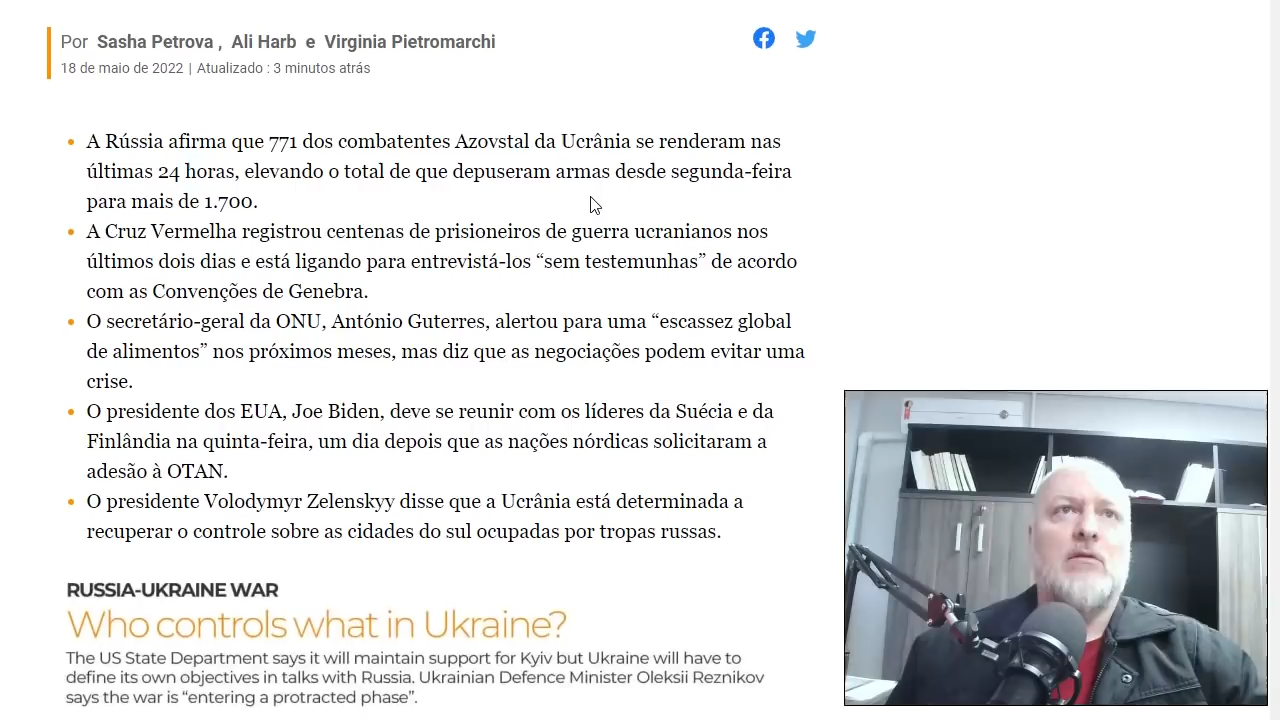 Por Sasha Petrova , Ali Harb e Virginia Pietromarchi
18 de maio de 2022 | Atualizado : 3 minutos atrás
A Rússia afirma que 771 dos combatentes Azovstal da Ucrânia se renderam nas
últimas 24 horas, elevando o total de que depuseram armas desde segunda-feira
para mais de 1.700.
A Cruz Vermelha registrou centenas de prisioneiros de guerra ucranianos nos
últimos dois dias e está ligando para entrevistá-los “sem testemunhas” de acordo
com as Convenções de Genebra.
O secretário-geral da ONU, António Guterres, alertou para uma “escassez global
de alimentos” nos próximos meses, mas diz que as negociações podem evitar uma
crise.
O presidente dos EUA, Joe Biden, deve se reunir com os líderes da Suécia e da
Finlândia na quinta-feira, um dia depois que as nações nórdicas solicitaram a
adesão à OTAN.
O presidente Volodymyr Zelenskyy disse que a Ucrânia está determinada a
recuperar o controle sobre as cidades do sul ocupadas por tropas russas.
RUSSIA-UKRAINE WAR
Who controls what in Ukraine?
The US State Department says it will maintain support for Kyiv but Ukraine will have to
define its own objectives in talks with Russia. Ukrainian Defence Minister Oleksii Reznikov
says the war is “entering a protracted phase”.